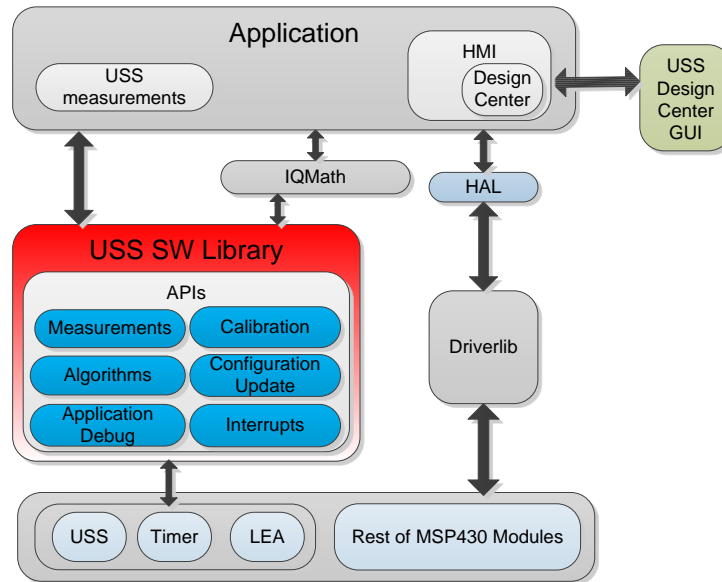 Application
USS
measurements
HMI
Design
Center
USS
Design
Center
GUI
IQMath
HAL
USS SW Library
APIs
Measurements
Calibration
Algorithms
Configuration
Update
Application
Debug
Interrupts
Driverlib
USS
Timer
LEA
Rest of MSP430 Modules